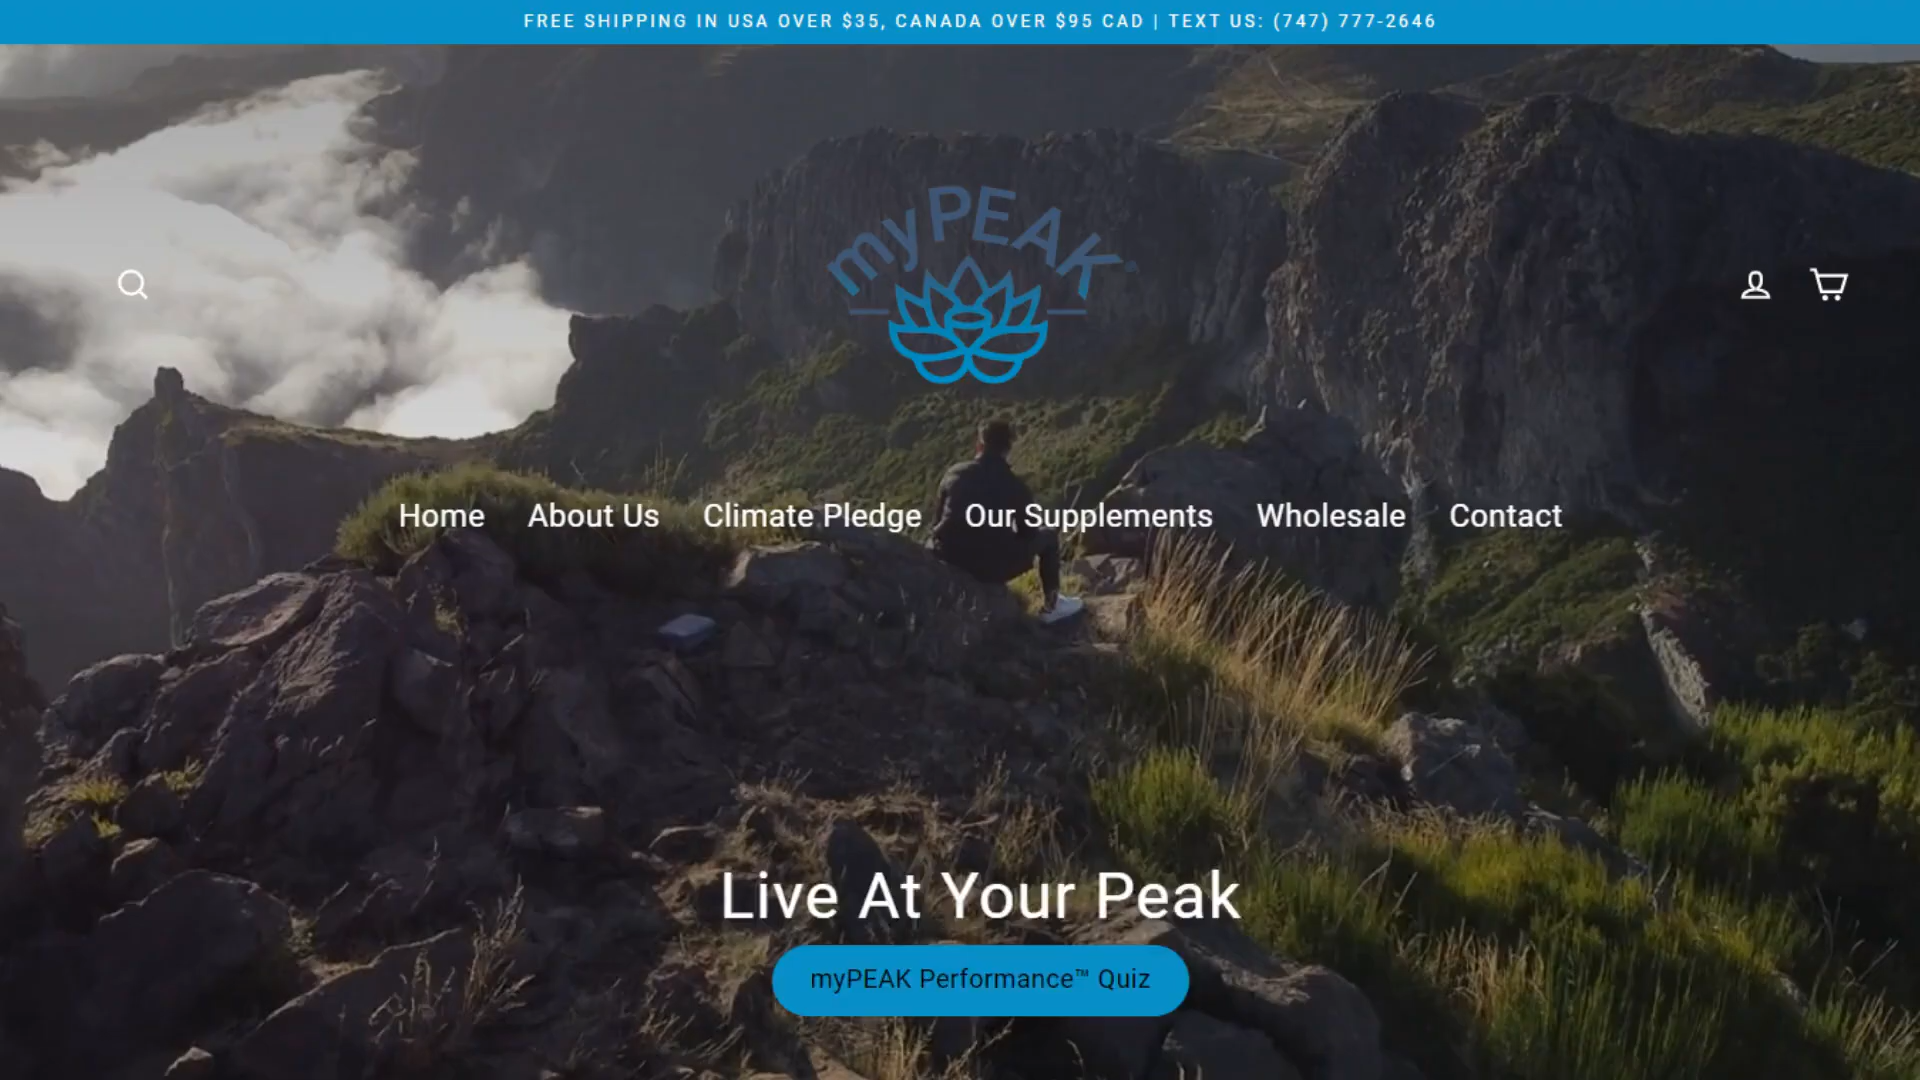 FREE SHIPPING IN USA OVER $35, CANADA OVER $95 CAD | TEXT US: (747) 777-2646
myPEAK
Home About Us Climate Pledge Our Supplements Wholesale Contact
Live At Your Peak
myPEAK Performance™ Quiz